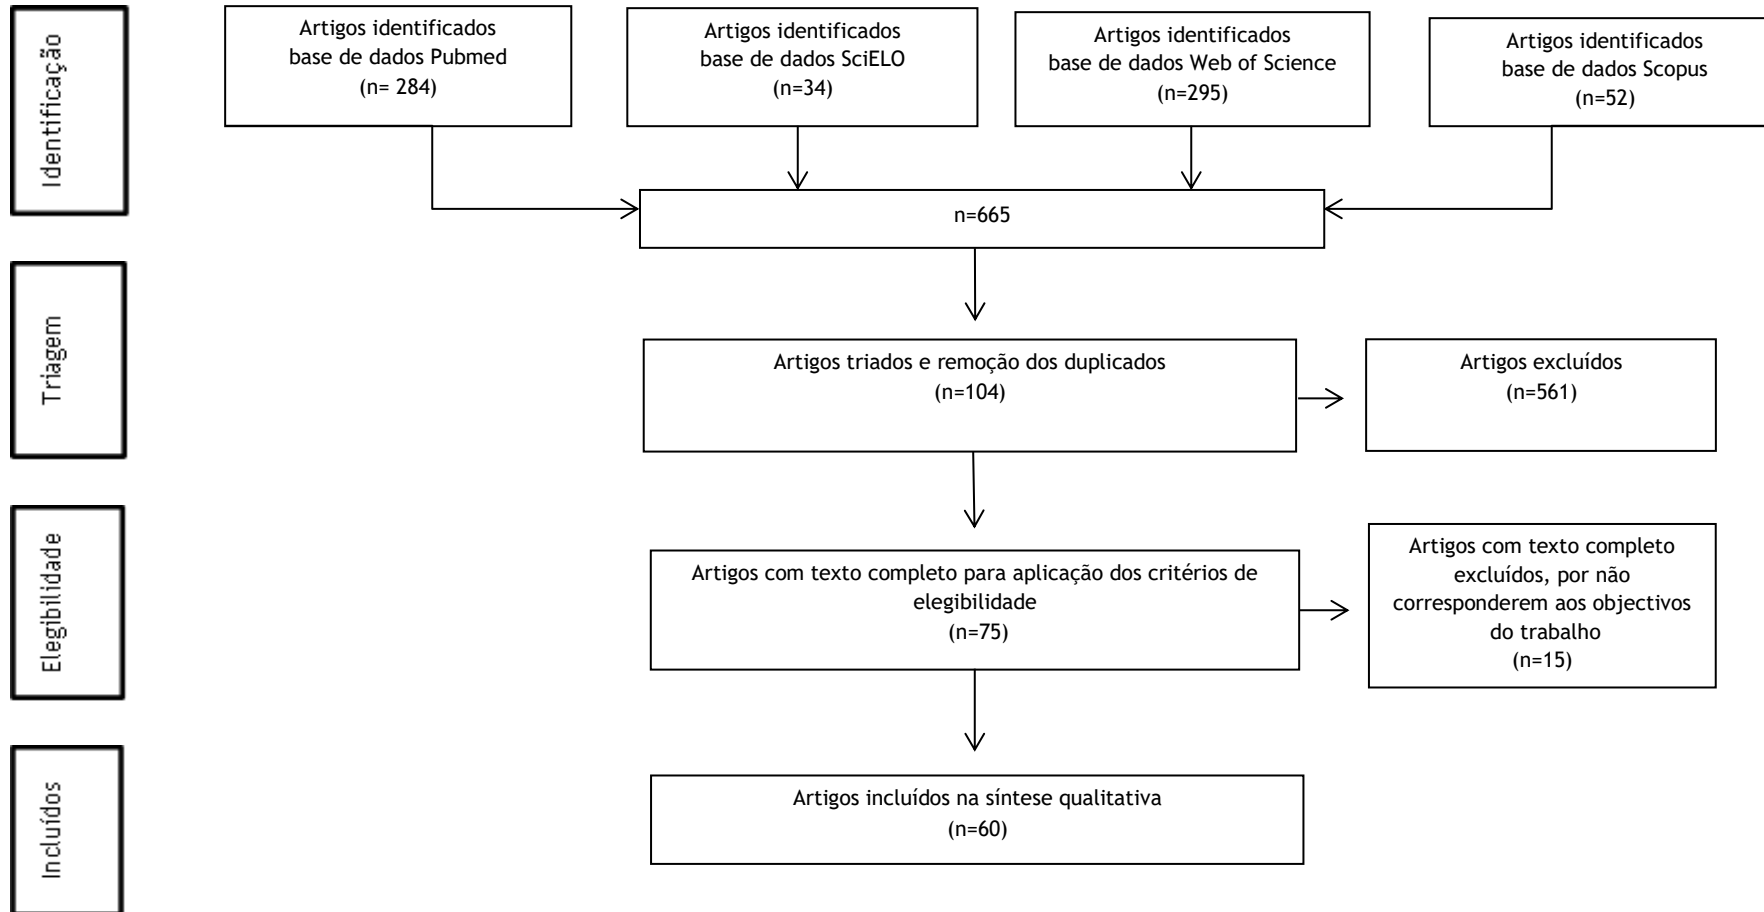 Identificação
Artigos identificados
base de dados Pubmed
(n= 284)
Artigos identificados
base de dados SciELO
(n=34)
Artigos identificados
base de dados Web of Science
(n=295)
Artigos identificados
base de dados Scopus
(n=52)
n=665
Triagem
Artigos triados e remoção dos duplicados
(n=104)
Artigos excluídos
(n=561)
Elegibilidade
Artigos com texto completo para aplicação dos critérios de
elegibilidade
(n=75)
Artigos com texto completo
excluídos, por não
corresponderem aos objectivos
do trabalho
(n=15)
Incluídos
Artigos incluídos na síntese qualitativa
(n=60)